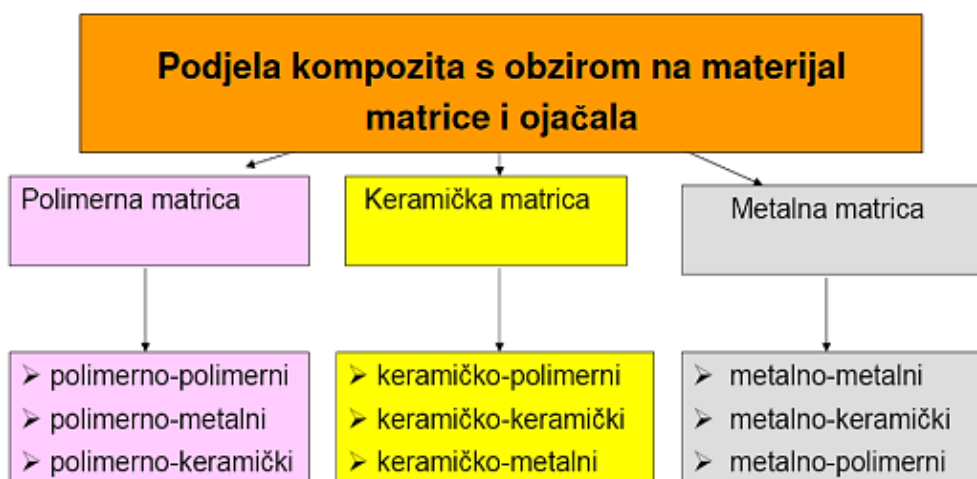 Podjela kompozita s obzirom na materijal
matrice i ojačala
Polimerna matrica
Keramička matrica
Metalna matrica
➢ polimerno-polimerni
➢ polimerno-metalni
➢ polimerno-keramički
➢ keramičko-polimerni
➢ keramičko-keramički
➢ keramičko-metalni
➢ metalno-metalni
➢ metalno-keramički
➢ metalno-polimerni